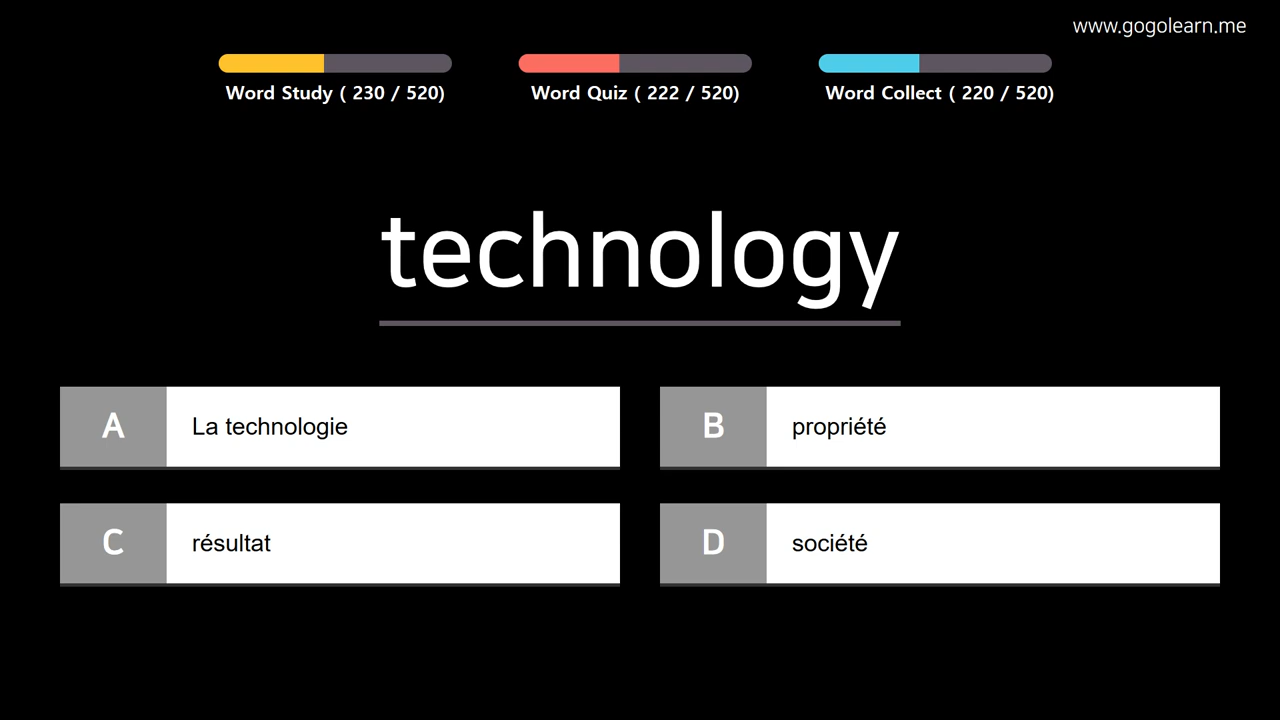 www.gogolearn.me
Word Study ( 230 / 520)
Word Quiz ( 222 / 520)
Word Collect ( 220 / 520)
technology
A La technologie
B propriété
C résultat
D société